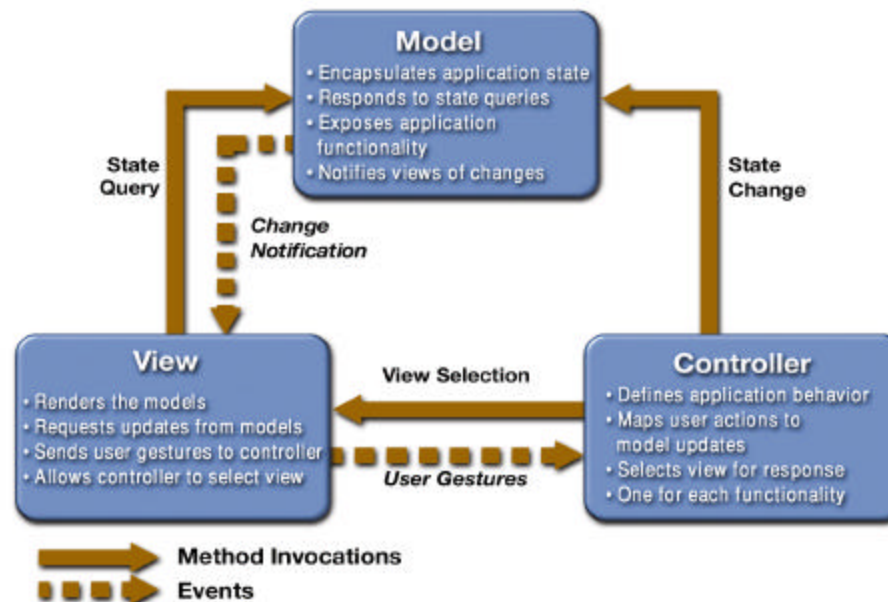 Model
• Encapsulates application state
• Responds to state queries
• Exposes application
functionality
• Notifies views of changes
State
Query
State
Change
Change
Notification
View
• Renders the models
• Requests updates from models
• Sends user gestures to controller
• Allows controller to select view
View Selection
User Gestures
Controller
• Defines application behavior
• Maps user actions to
model updates
• Selects view for response
• One for each functionality
Method Invocations
Events